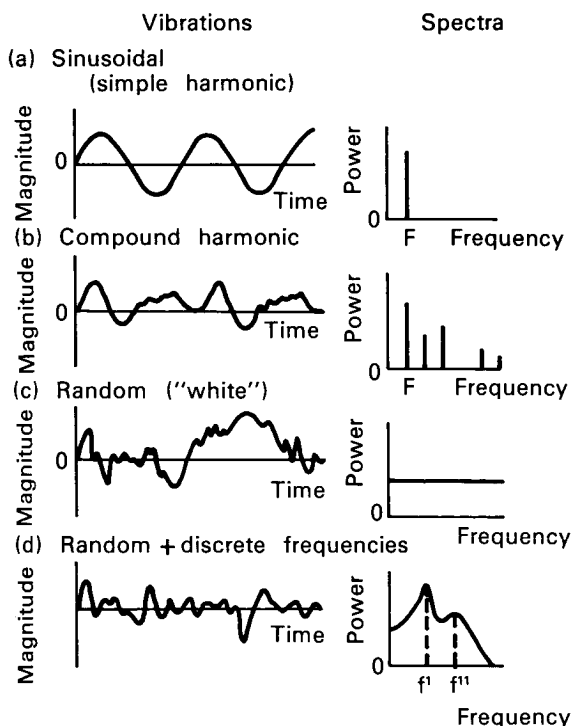 Vibrations Spectra
(a) Sinusoidal
(simple harmonic)
Magnitude
0
Time
Power
0
F Frequency
(b) Compound harmonic
Magnitude
0
Time
Power
0
F Frequency
(c) Random ("white")
Magnitude
0
Time
Power
0
Frequency
(d) Random + discrete frequencies
Magnitude
0
Time
Power
0
f¹ f¹¹
Frequency